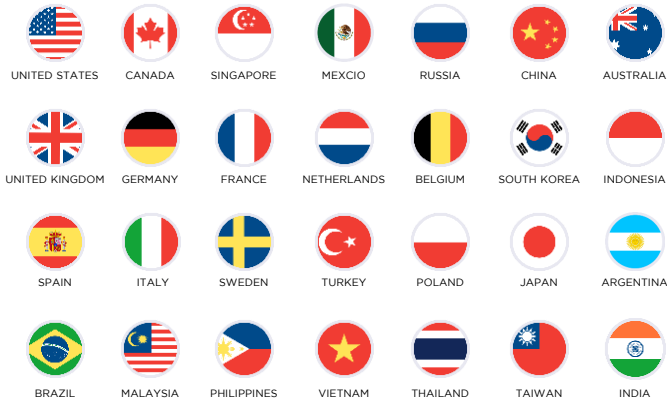 UNITED STATES CANADA SINGAPORE MEXCIO RUSSIA CHINA AUSTRALIA
UNITED KINGDOM GERMANY FRANCE NETHERLANDS BELGIUM SOUTH KOREA INDONESIA
SPAIN ITALY SWEDEN TURKEY POLAND JAPAN ARGENTINA
BRAZIL MALAYSIA PHILIPPINES VIETNAM THAILAND TAIWAN INDIA